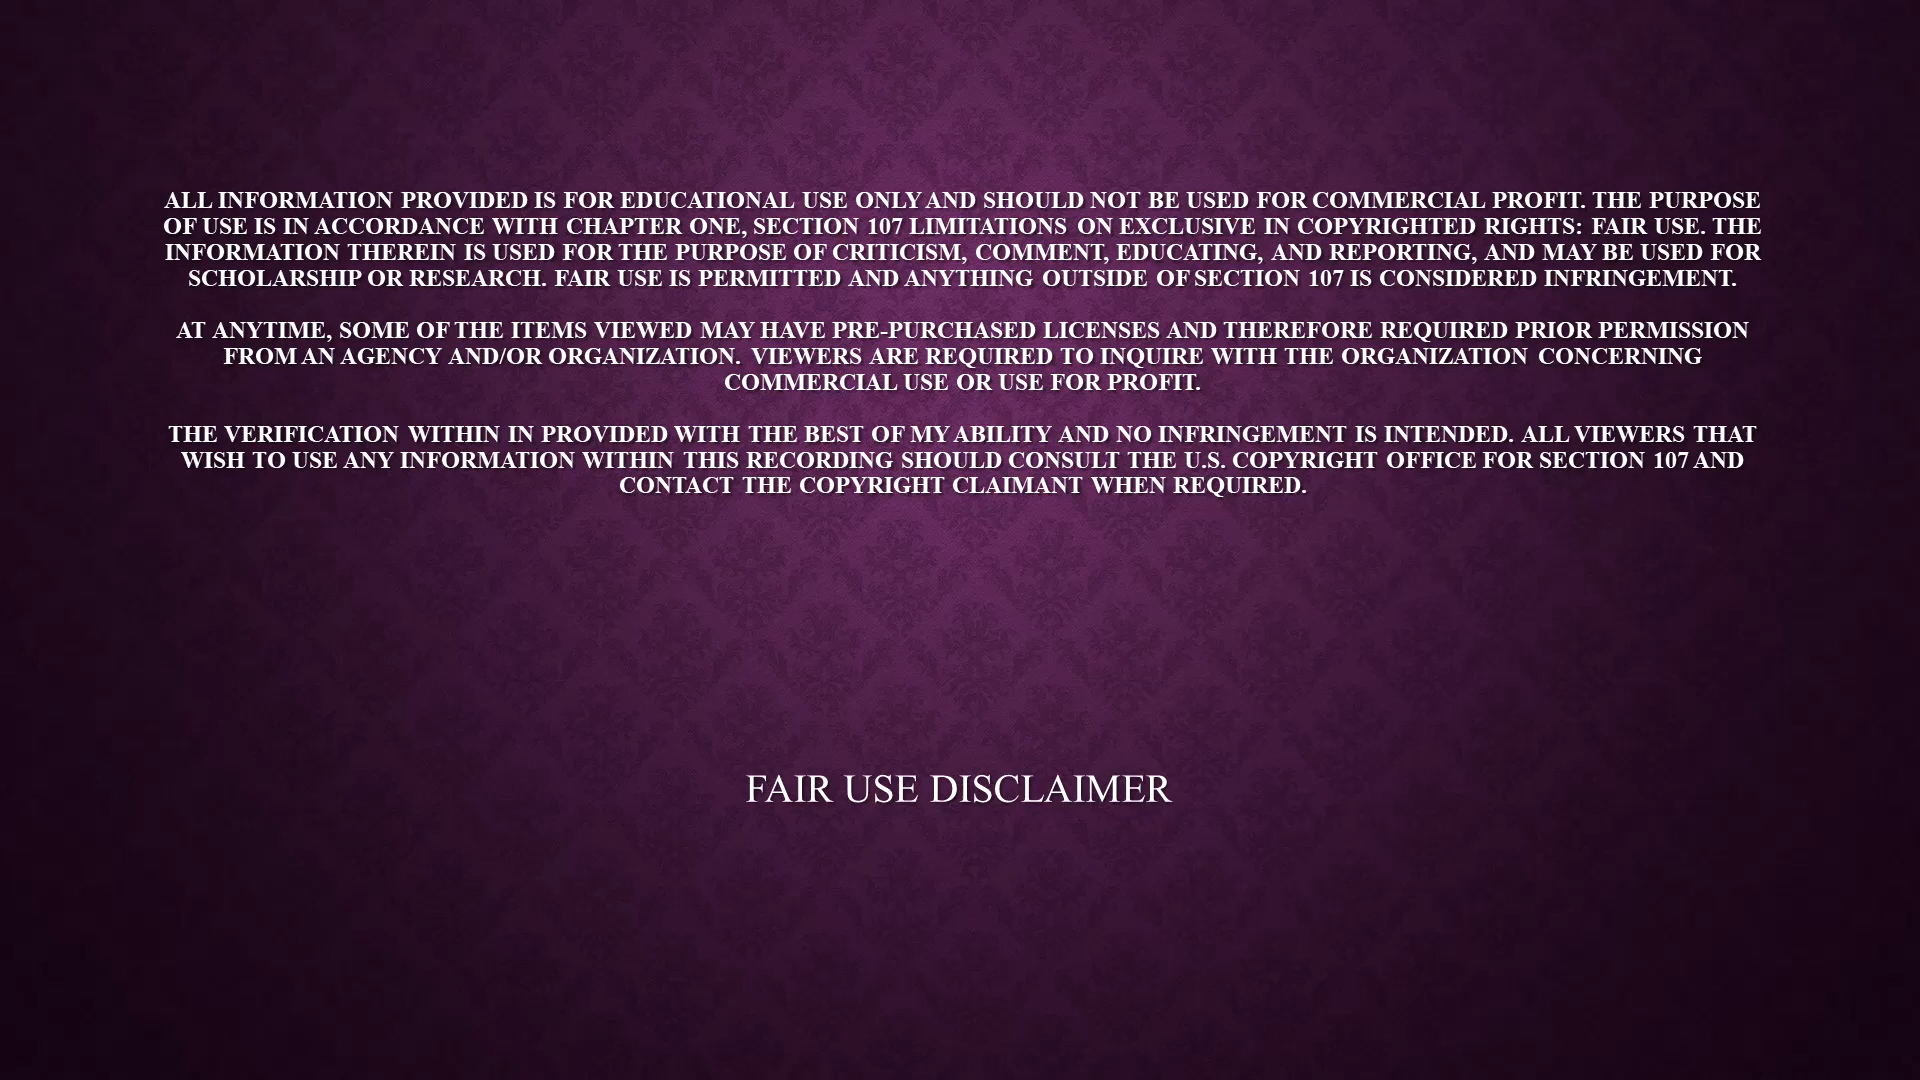 ALL INFORMATION PROVIDED IS FOR EDUCATIONAL USE ONLY AND SHOULD NOT BE USED FOR COMMERCIAL PROFIT. THE PURPOSE
OF USE IS IN ACCORDANCE WITH CHAPTER ONE, SECTION 107 LIMITATIONS ON EXCLUSIVE IN COPYRIGHTED RIGHTS: FAIR USE. THE
INFORMATION THEREIN IS USED FOR THE PURPOSE OF CRITICISM, COMMENT, EDUCATING, AND REPORTING, AND MAY BE USED FOR
SCHOLARSHIP OR RESEARCH. FAIR USE IS PERMITTED AND ANYTHING OUTSIDE OF SECTION 107 IS CONSIDERED INFRINGEMENT.
AT ANYTIME, SOME OF THE ITEMS VIEWED MAY HAVE PRE-PURCHASED LICENSES AND THEREFORE REQUIRED PRIOR PERMISSION
FROM AN AGENCY AND/OR ORGANIZATION. VIEWERS ARE REQUIRED TO INQUIRE WITH THE ORGANIZATION CONCERNING
COMMERCIAL USE OR USE FOR PROFIT.
THE VERIFICATION WITHIN IN PROVIDED WITH THE BEST OF MY ABILITY AND NO INFRINGEMENT IS INTENDED. ALL VIEWERS THAT
WISH TO USE ANY INFORMATION WITHIN THIS RECORDING SHOULD CONSULT THE U.S. COPYRIGHT OFFICE FOR SECTION 107 AND
CONTACT THE COPYRIGHT CLAIMANT WHEN REQUIRED.
FAIR USE DISCLAIMER